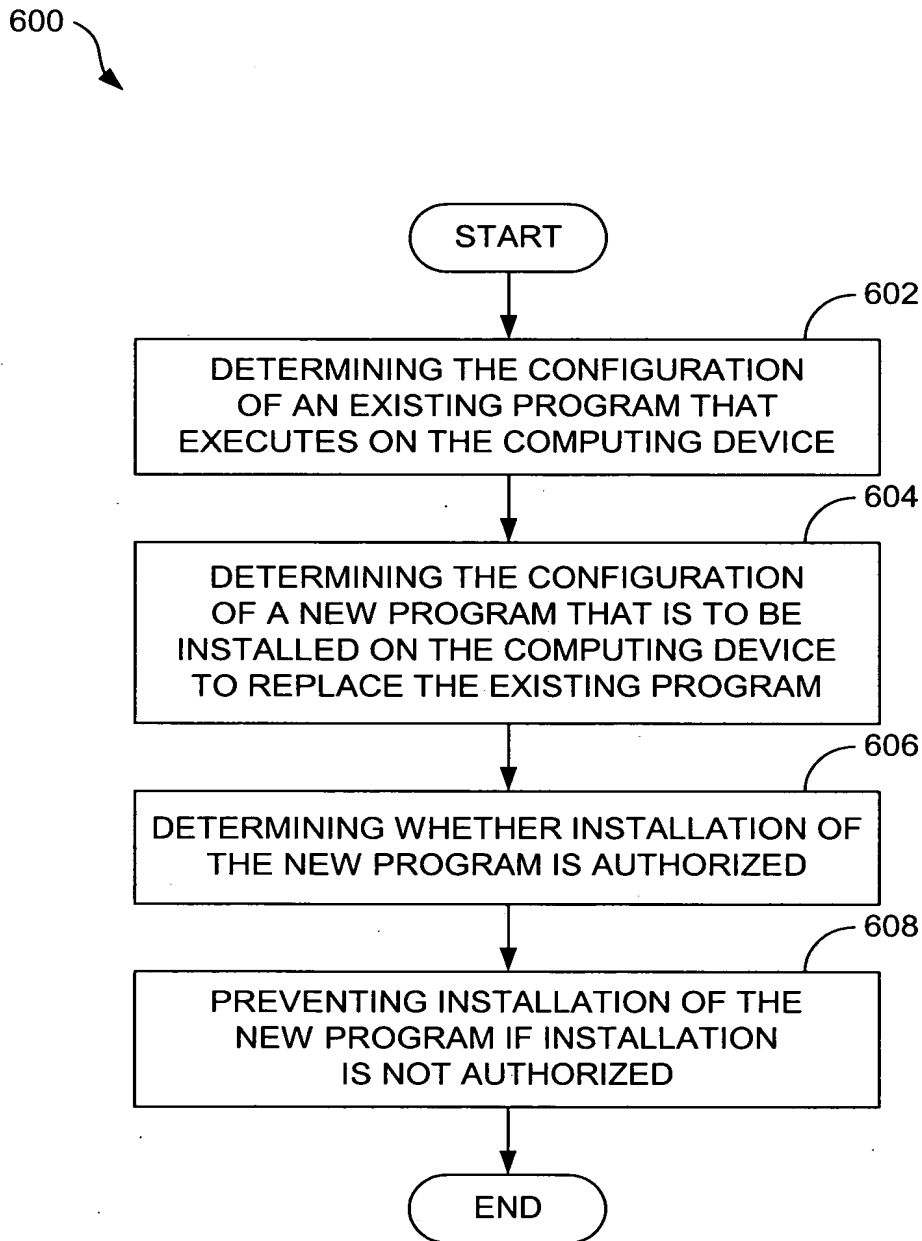 600
START
602
DETERMINING THE CONFIGURATION
OF AN EXISTING PROGRAM THAT
EXECUTES ON THE COMPUTING DEVICE
604
DETERMINING THE CONFIGURATION
OF A NEW PROGRAM THAT IS TO BE
INSTALLED ON THE COMPUTING DEVICE
TO REPLACE THE EXISTING PROGRAM
606
DETERMINING WHETHER INSTALLATION OF
THE NEW PROGRAM IS AUTHORIZED
608
PREVENTING INSTALLATION OF THE
NEW PROGRAM IF INSTALLATION
IS NOT AUTHORIZED
END